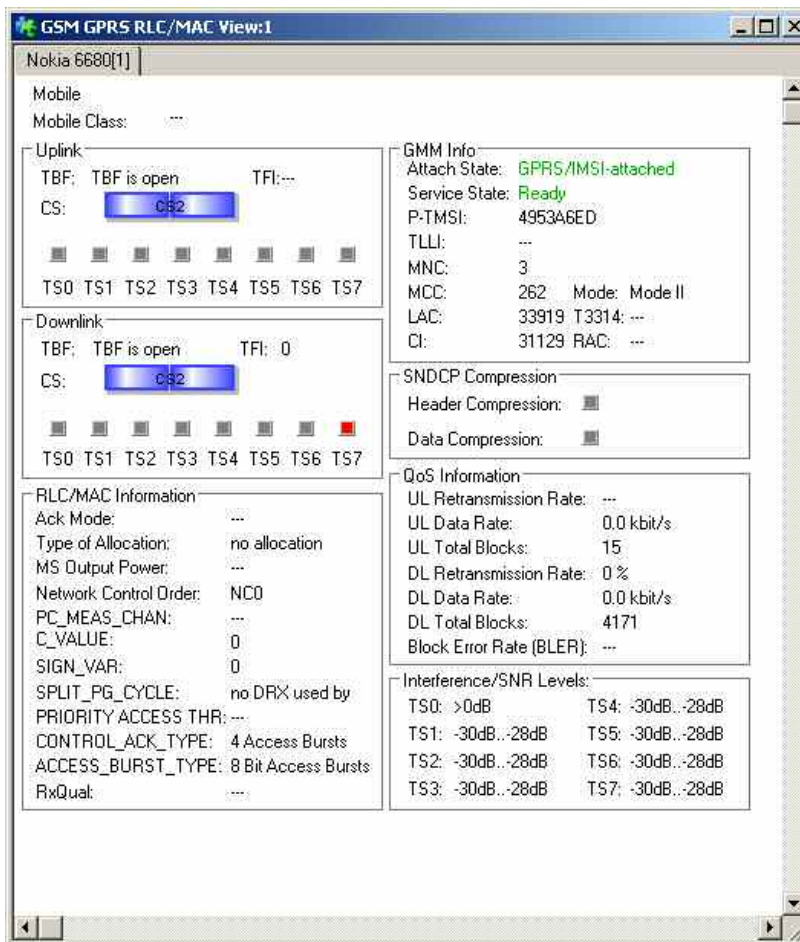 GSM GPRS RLC/MAC View:1
Nokia 6680[1]
Mobile
Mobile Class: ---
Uplink
TBF: TBF is open TFI:---
CS: CS2
TS0 TS1 TS2 TS3 TS4 TS5 TS6 TS7
Downlink
TBF: TBF is open TFI: 0
CS: CS2
TS0 TS1 TS2 TS3 TS4 TS5 TS6 TS7
RLC/MAC Information
Ack Mode: ---
Type of Allocation: no allocation
MS Output Power: ---
Network Control Order: NC0
PC_MEAS_CHAN: ---
C_VALUE: 0
SIGN_VAR: 0
SPLIT_PG_CYCLE: no DRX used by
PRIORITY ACCESS THR: ---
CONTROL_ACK_TYPE: 4 Access Bursts
ACCESS_BURST_TYPE: 8 Bit Access Bursts
RxQual: ---
GMM Info
Attach State: GPRS/IMSI-attached
Service State: Ready
P-TMSI: 4953A6ED
TLLI: ---
MNC: 3
MCC: 262 Mode: Mode II
LAC: 33919 T3314: ---
CI: 31129 RAC: ---
SNDCP Compression
Header Compression:
Data Compression:
QoS Information
UL Retransmission Rate: ---
UL Data Rate: 0.0 kbit/s
UL Total Blocks: 15
DL Retransmission Rate: 0 %
DL Data Rate: 0.0 kbit/s
DL Total Blocks: 4171
Block Error Rate (BLER): ---
Interference/SNR Levels:
TS0: >0dB TS4: -30dB..-28dB
TS1: -30dB..-28dB TS5: -30dB..-28dB
TS2: -30dB..-28dB TS6: -30dB..-28dB
TS3: -30dB..-28dB TS7: -30dB..-28dB